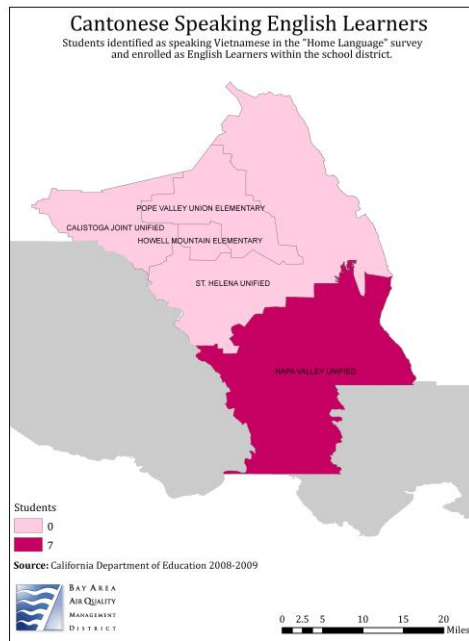 Cantonese Speaking English Learners
Students identified as speaking Vietnamese in the "Home Language" survey
and enrolled as English Learners within the school district.
POPE VALLEY UNION ELEMENTARY
CALISTOGA JOINT UNIFIED
HOWELL MOUNTAIN ELEMENTARY
ST. HELENA UNIFIED
NAPA VALLEY UNIFIED
Students
0
7
Source: California Department of Education 2008-2009
BAY AREA
AIR QUALITY
MANAGEMENT
DISTRICT
0 2.5 5 10 15 20
Miles